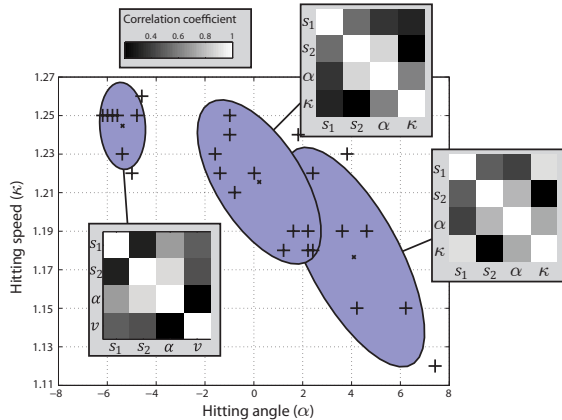 Correlation coefficient
0.4 0.6 0.8 1
s₁
s₂
α
κ
s₁ s₂ α κ
1.27
1.25
1.23
1.21
1.19
1.17
1.15
1.13
1.11
Hitting speed (κ)
s₁
s₂
α
κ
s₁ s₂ α κ
s₁
s₂
α
v
s₁ s₂ α v
−8 −6 −4 −2 0 2 4 6 8
Hitting angle (α)